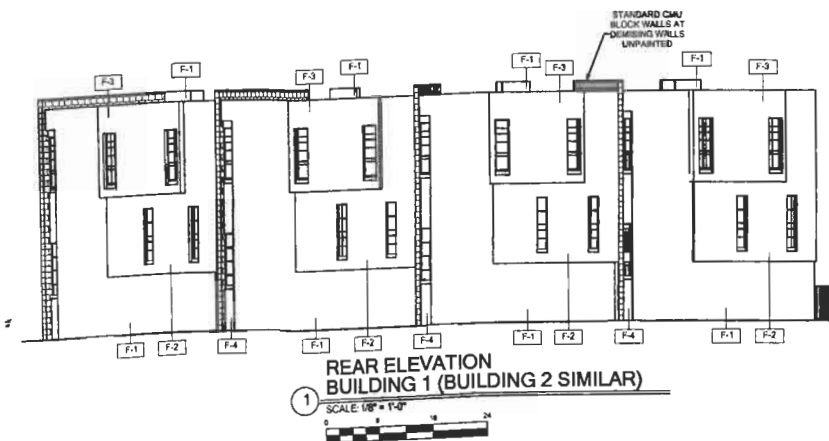 STANDARD CMU
BLOCK WALLS AT
DEMISING WALLS
UNPAINTED
F-3
F-1
F-3
F-1
F-1
F-3
F-1
F-3
F-1
F-2
F-4
F-1
F-2
F-4
F-1
F-2
F-4
F-1
F-2
REAR ELEVATION
BUILDING 1 (BUILDING 2 SIMILAR)
1
SCALE: 1/8" = 1'-0"
0
24